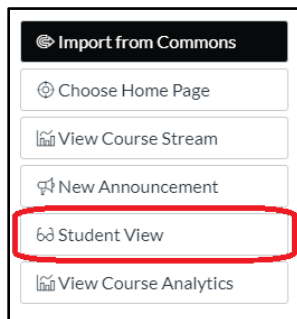 Import from Commons
Choose Home Page
View Course Stream
New Announcement
Student View
View Course Analytics